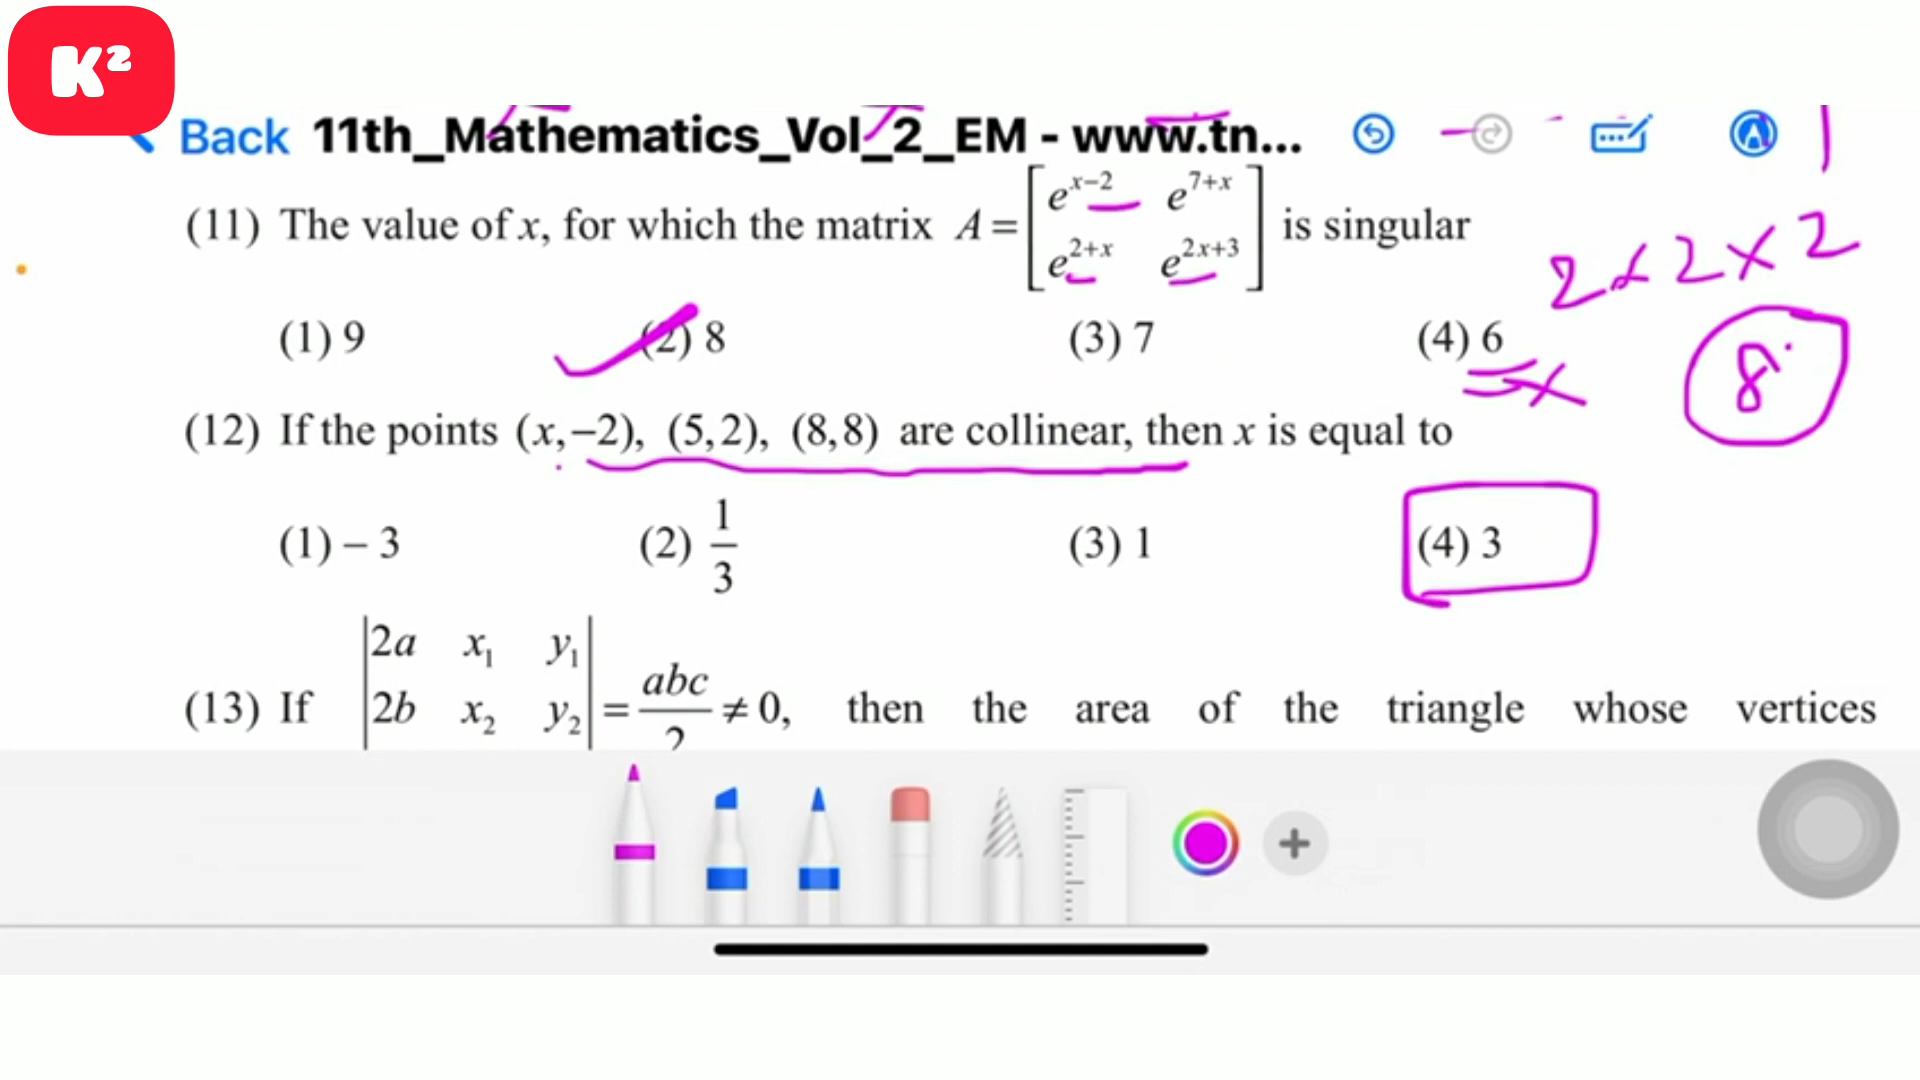 K²
Back 11th_Mathematics_Vol_2_EM - www.tn...
(11) The value of x, for which the matrix A = [e^{x−2} e^{7+x}; e^{2+x} e^{2x+3}] is singular
2 × 2 × 2
(1) 9 (2) 8 (3) 7 (4) 6
8
(12) If the points (x,−2), (5,2), (8,8) are collinear, then x is equal to
(1) – 3 (2) 1/3 (3) 1 (4) 3
2a x₁ y₁
(13) If 2b x₂ y₂ = abc/2 ≠ 0, then the area of the triangle whose vertices